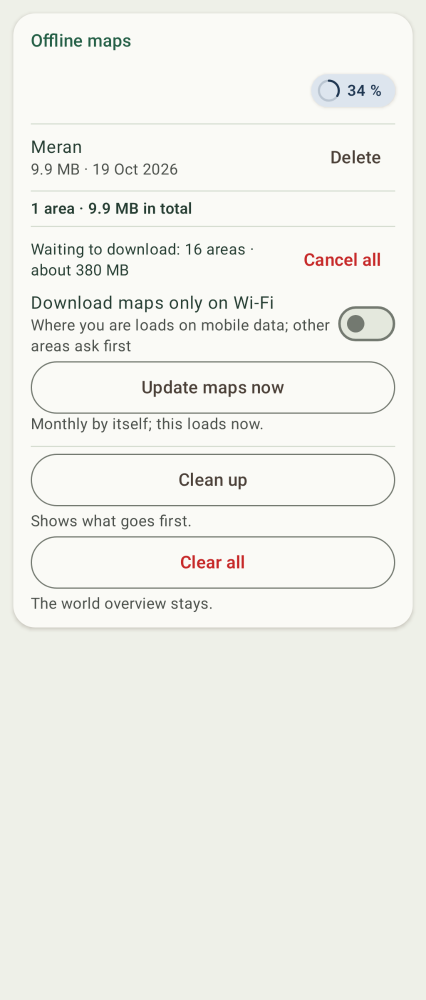 Offline maps
34 %
Meran
9.9 MB · 19 Oct 2026
Delete
1 area · 9.9 MB in total
Waiting to download: 16 areas ·
about 380 MB
Cancel all
Download maps only on Wi-Fi
Where you are loads on mobile data; other
areas ask first
Update maps now
Monthly by itself; this loads now.
Clean up
Shows what goes first.
Clear all
The world overview stays.